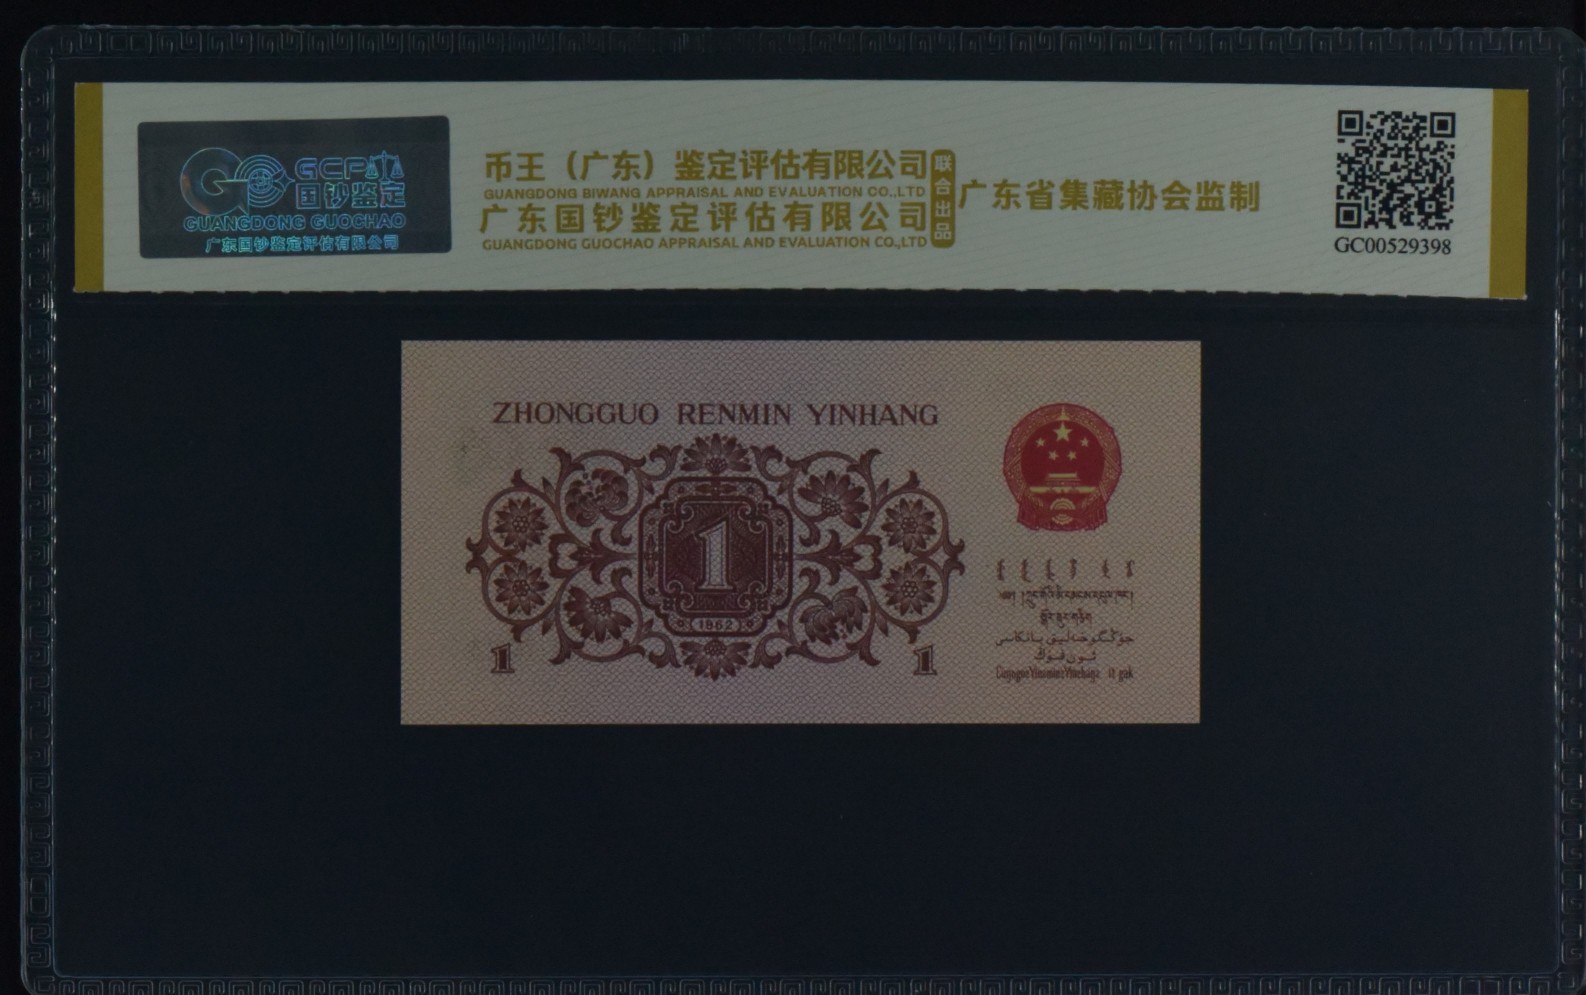 GCP
国钞鉴定
GUANGDONG GUOCHAO
广东国钞鉴定评估有限公司
币王（广东）鉴定评估有限公司
GUANGDONG BIWANG APPRAISAL AND EVALUATION CO.,LTD
广东国钞鉴定评估有限公司
GUANGDONG GUOCHAO APPRAISAL AND EVALUATION CO,LTD
联合出品
广东省集藏协会监制
GC00529398
ZHONGGUO RENMIN YINHANG
1
1962
1 1
جۇڭگو خەلىق بانكاسى